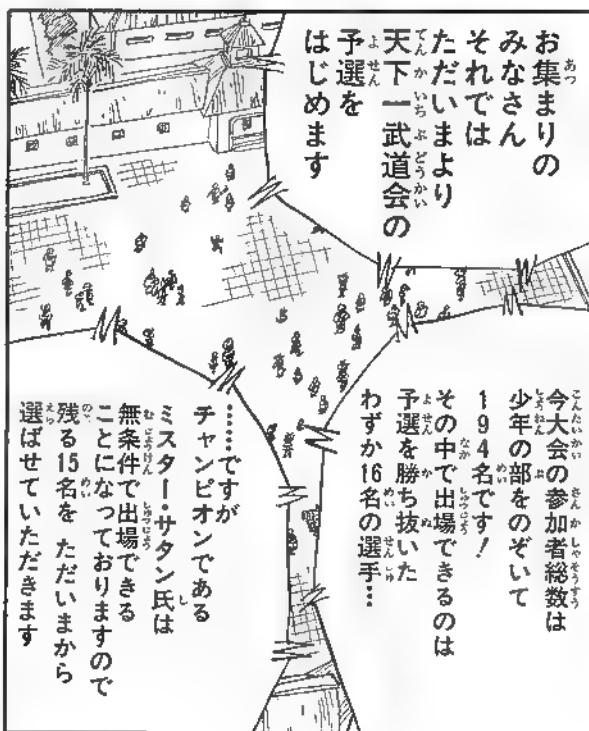 お集まりの
みなさん
それでは
ただいまより
天下一武道会の
予選を
はじめます
今大会の参加者総数は
少年の部をのぞいて
194名です！
その中で出場できるのは
予選を勝ち抜いた
わずか16名の選手…
……ですが
チャンピオンである
ミスター・サタン氏は
無条件で出場できる
ことになっておりますので
残る15名を ただいまから
選ばせていただきます